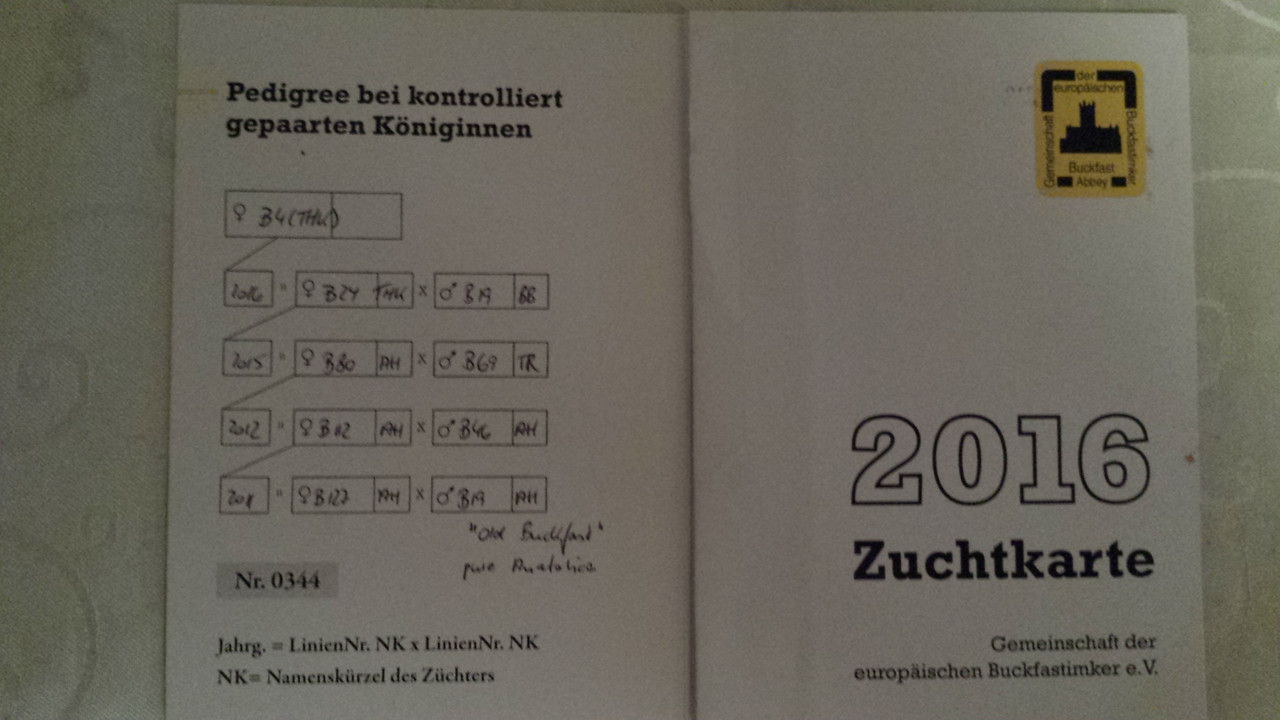 Pedigree bei kontrolliert
gepaarten Königinnen
♀ B4(THK)
2016 = ♀ B24 THK x ♂ B19 BB
2015 = ♀ B80 AH x ♂ B69 TR
2012 = ♀ B112 AH x ♂ B46 AH
2011 = ♀ B127 AH x ♂ B19 AH
"Old Buckfast"
pure Anatolica
Nr. 0344
Jahrg. = LinienNr. NK x LinienNr. NK
NK= Namenskürzel des Züchters
der
europäischen
Gemeinschaft
Buckfastimker
Buckfast
Abbey
2016
Zuchtkarte
Gemeinschaft der
europäischen Buckfastimker e.V.